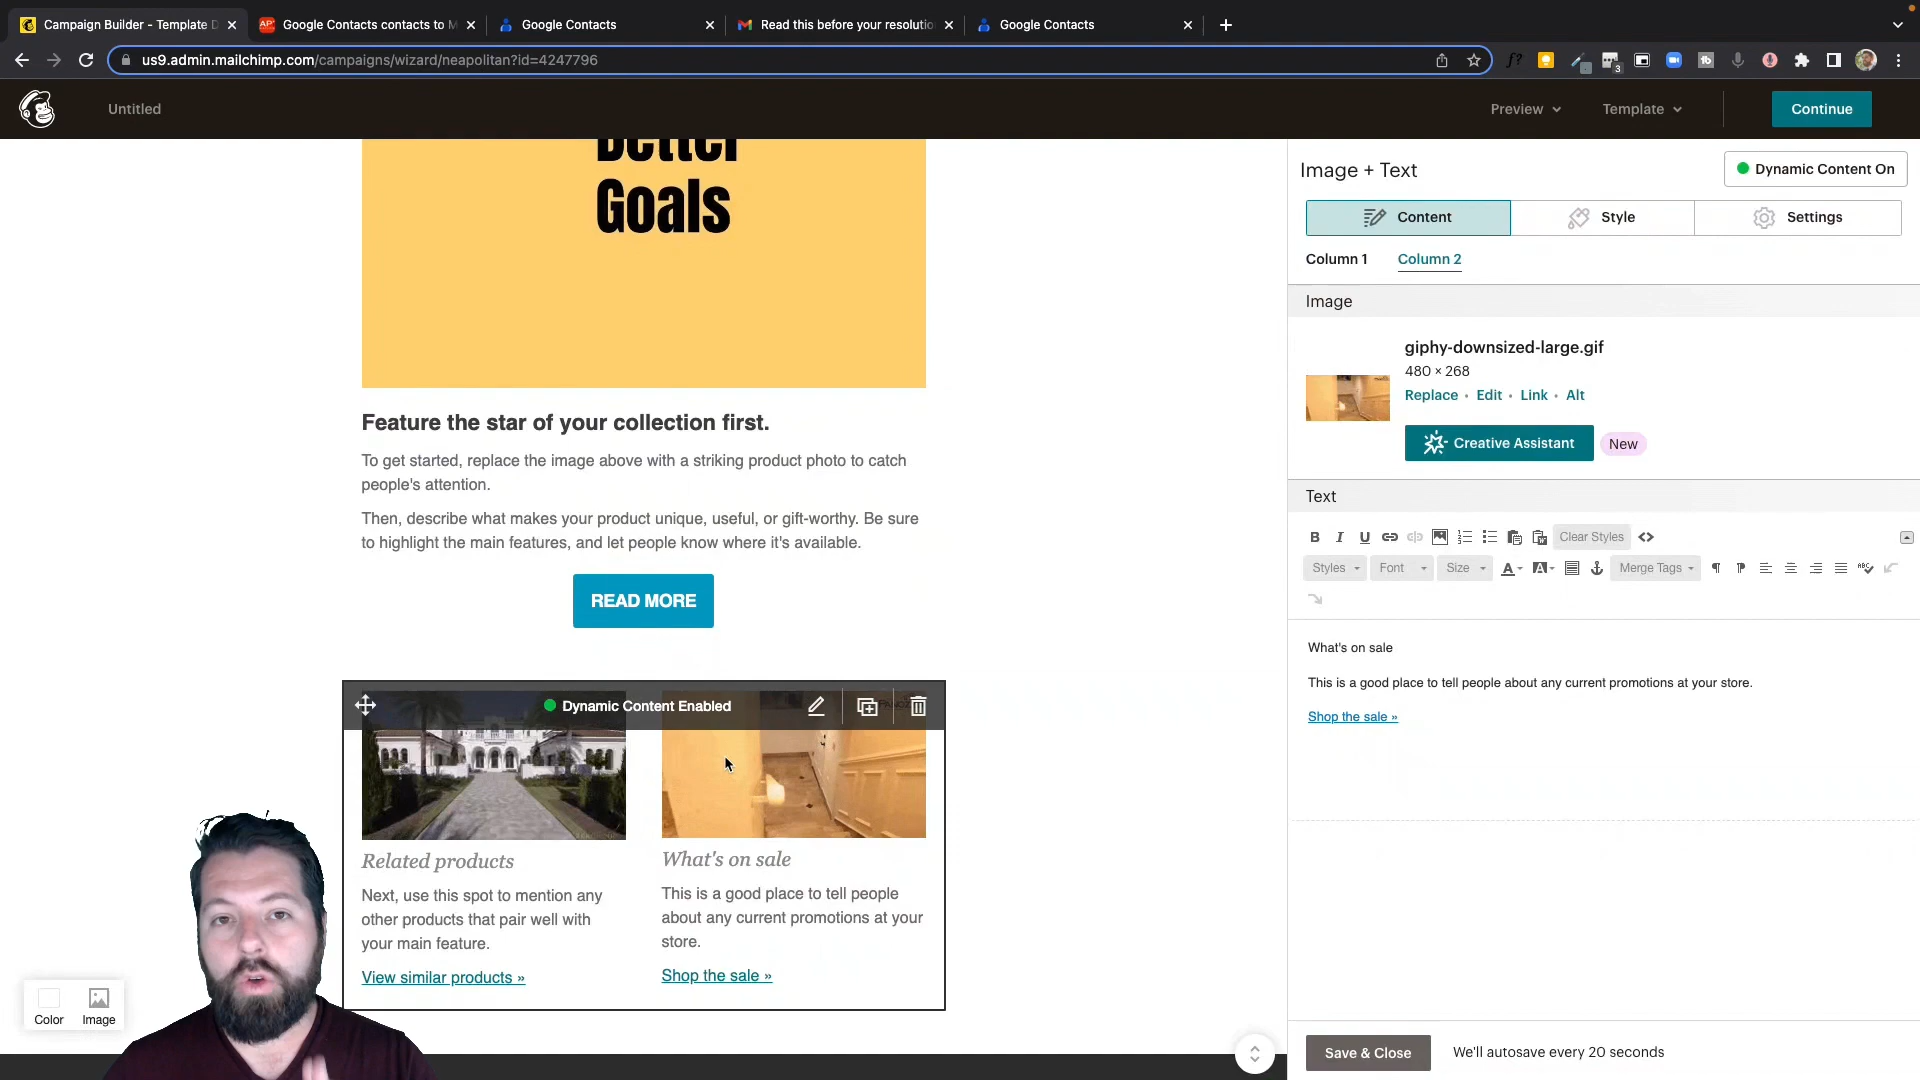 Campaign Builder - Template D
Google Contacts contacts to M
Google Contacts
Read this before your resolutio
Google Contacts
us9.admin.mailchimp.com/campaigns/wizard/neapolitan?id=4247796
f?
3
Untitled
Preview
Template
Continue
Better
Goals
Feature the star of your collection first.
To get started, replace the image above with a striking product photo to catch
people's attention.
Then, describe what makes your product unique, useful, or gift-worthy. Be sure
to highlight the main features, and let people know where it's available.
READ MORE
Dynamic Content Enabled
Related products
Next, use this spot to mention any
other products that pair well with
your main feature.
View similar products »
What's on sale
This is a good place to tell people
about any current promotions at your
store.
Shop the sale »
Color
Image
Image + Text
Dynamic Content On
Content
Style
Settings
Column 1
Column 2
Image
giphy-downsized-large.gif
480 × 268
Replace · Edit · Link · Alt
Creative Assistant
New
Text
B I U Clear Styles <>
Styles Font Size A A Merge Tags ABC
What's on sale
This is a good place to tell people about any current promotions at your store.
Shop the sale »
Save & Close
We'll autosave every 20 seconds